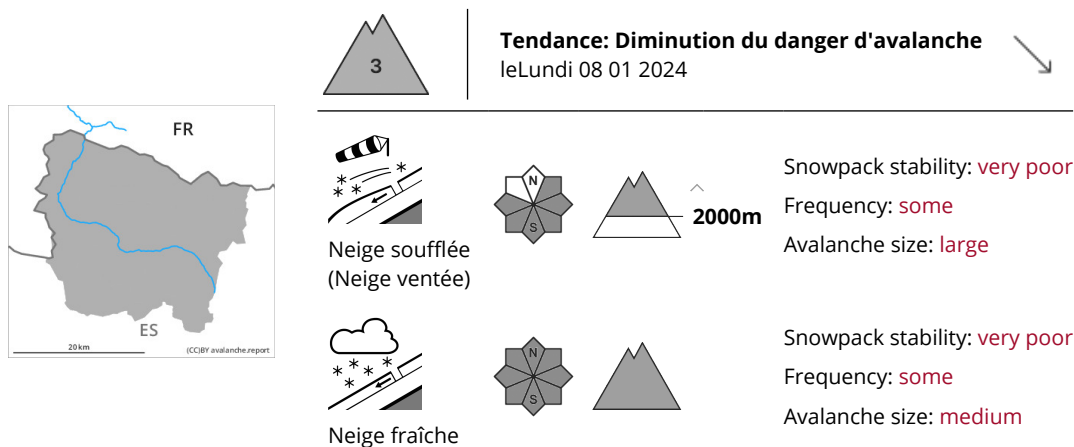 3
Tendance: Diminution du danger d'avalanche
leLundi 08 01 2024
FR
ES
20 km
(CC)BY avalanche.report
N
S
2000m
Neige soufflée
(Neige ventée)
Snowpack stability: very poor
Frequency: some
Avalanche size: large
N
S
Neige fraîche
Snowpack stability: very poor
Frequency: some
Avalanche size: medium